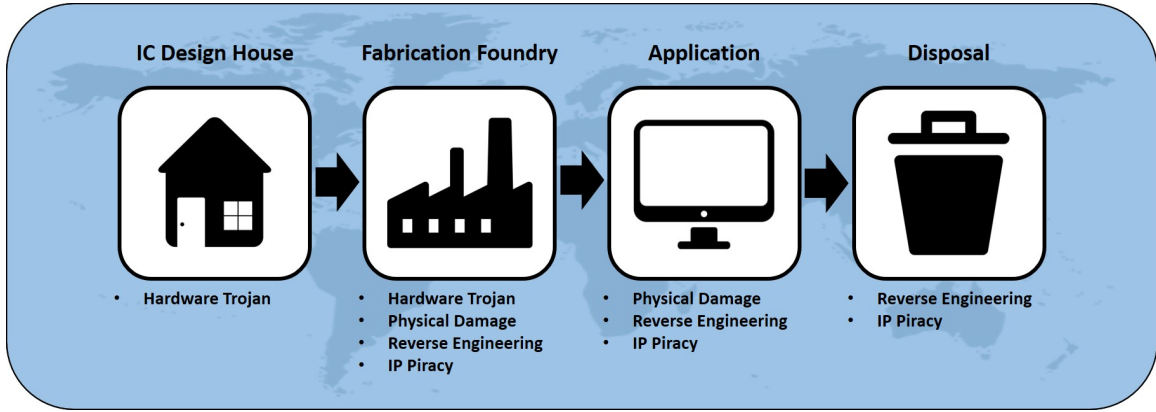 IC Design House
Fabrication Foundry
Application
Disposal
• Hardware Trojan
• Hardware Trojan
• Physical Damage
• Reverse Engineering
• IP Piracy
• Physical Damage
• Reverse Engineering
• IP Piracy
• Reverse Engineering
• IP Piracy